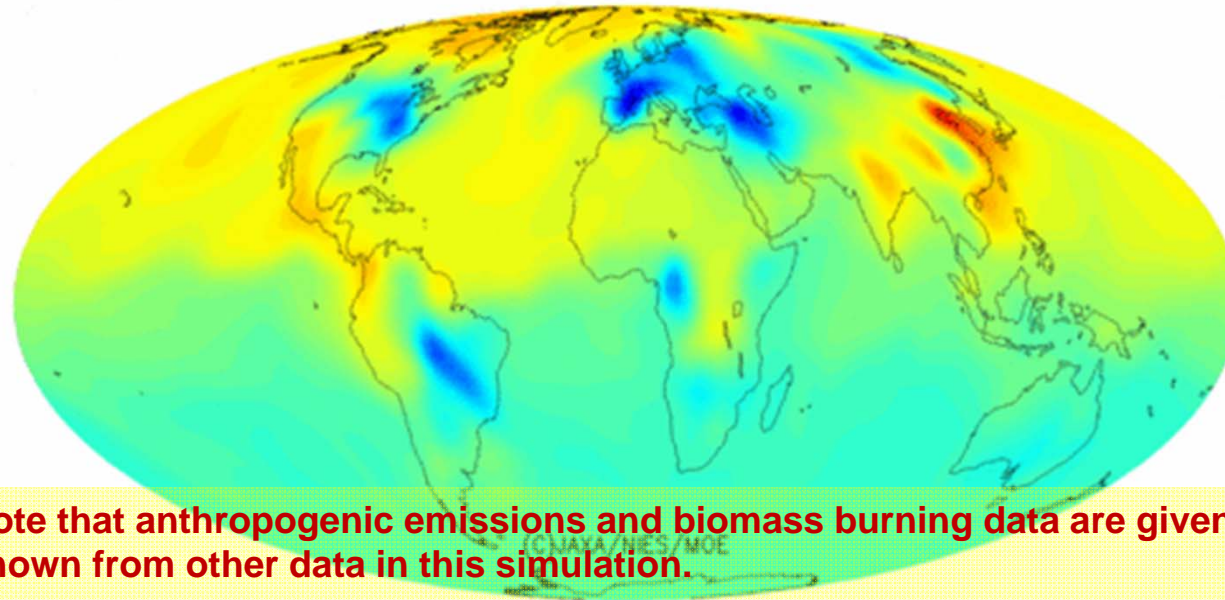 ote that anthropogenic emissions and biomass burning data are given
nown from other data in this simulation.
(C)JAXA/NIES/MOE